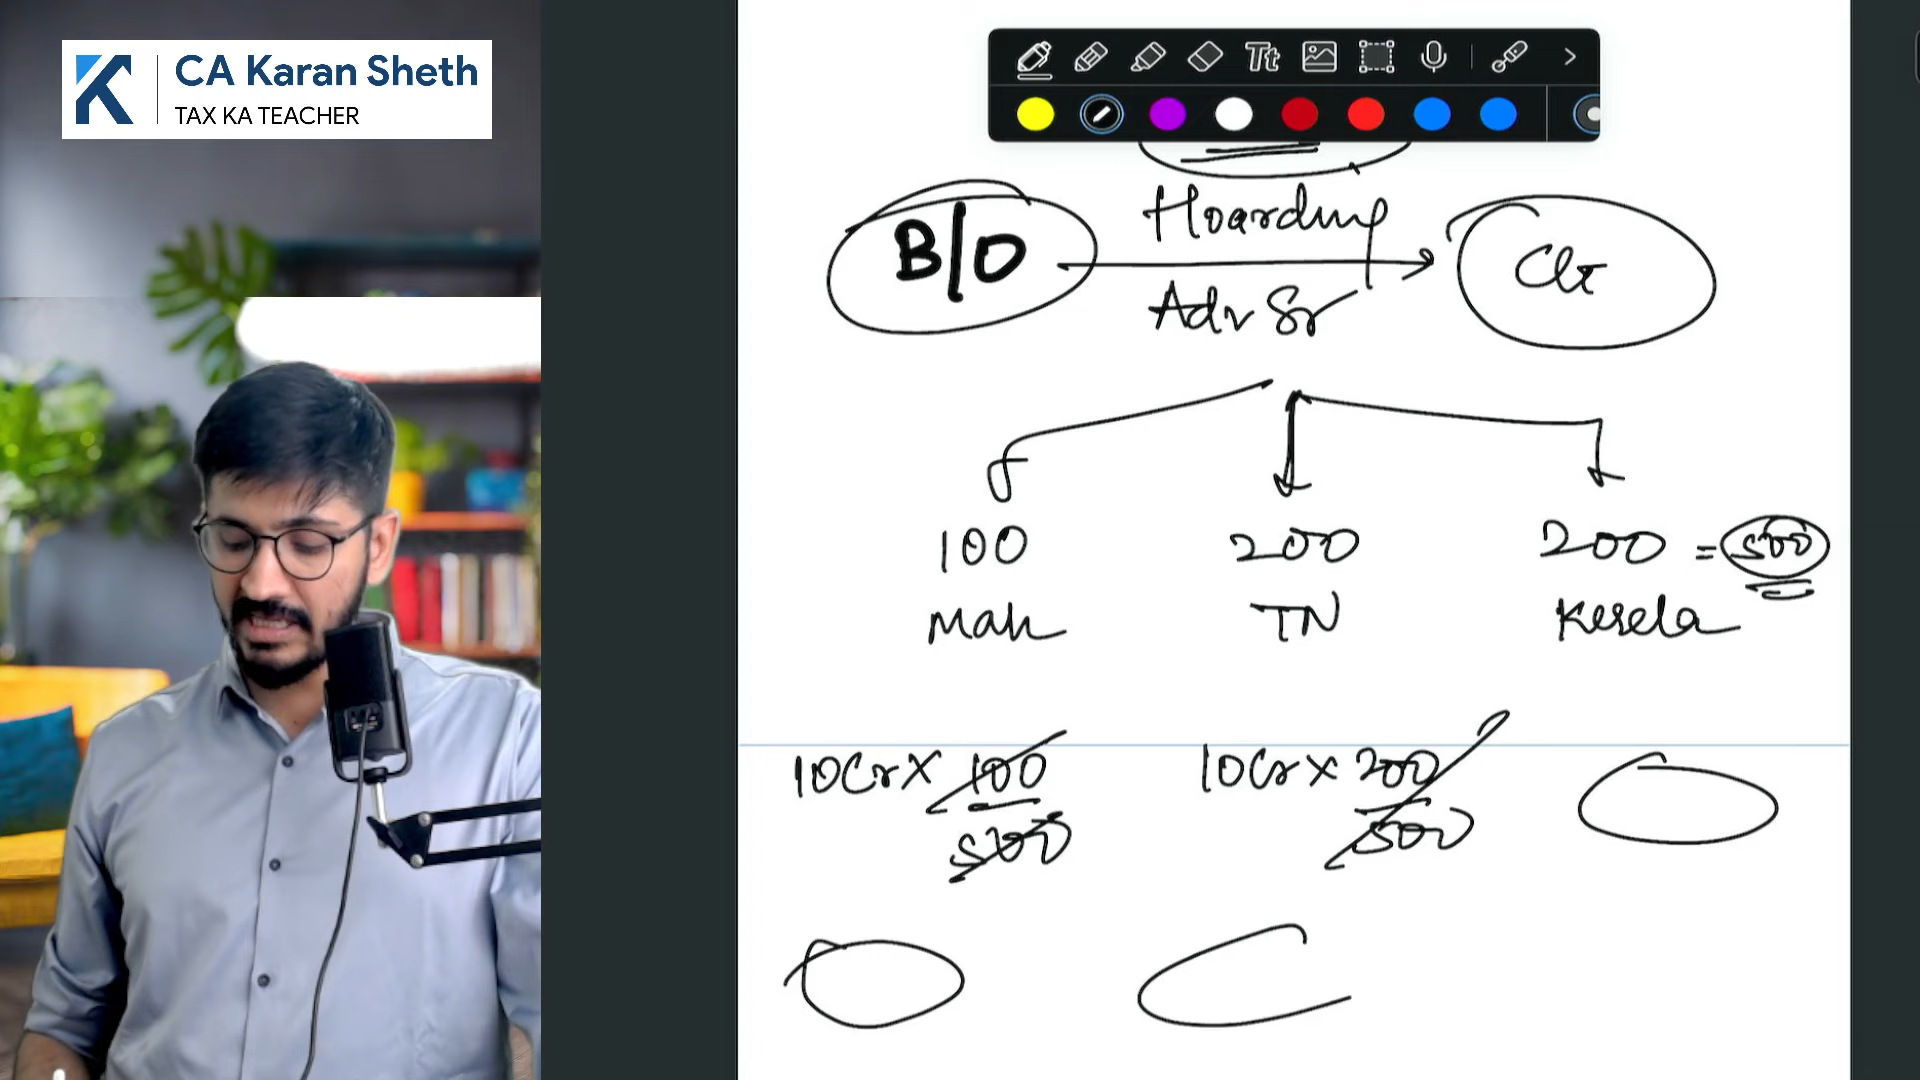 CA Karan Sheth
TAX KA TEACHER
Tt
B/O
Hoarding
Adv Sr
100 200 200 = 500
Mah TN Kerela
10Cr X 100 10Cr X 200
500 500